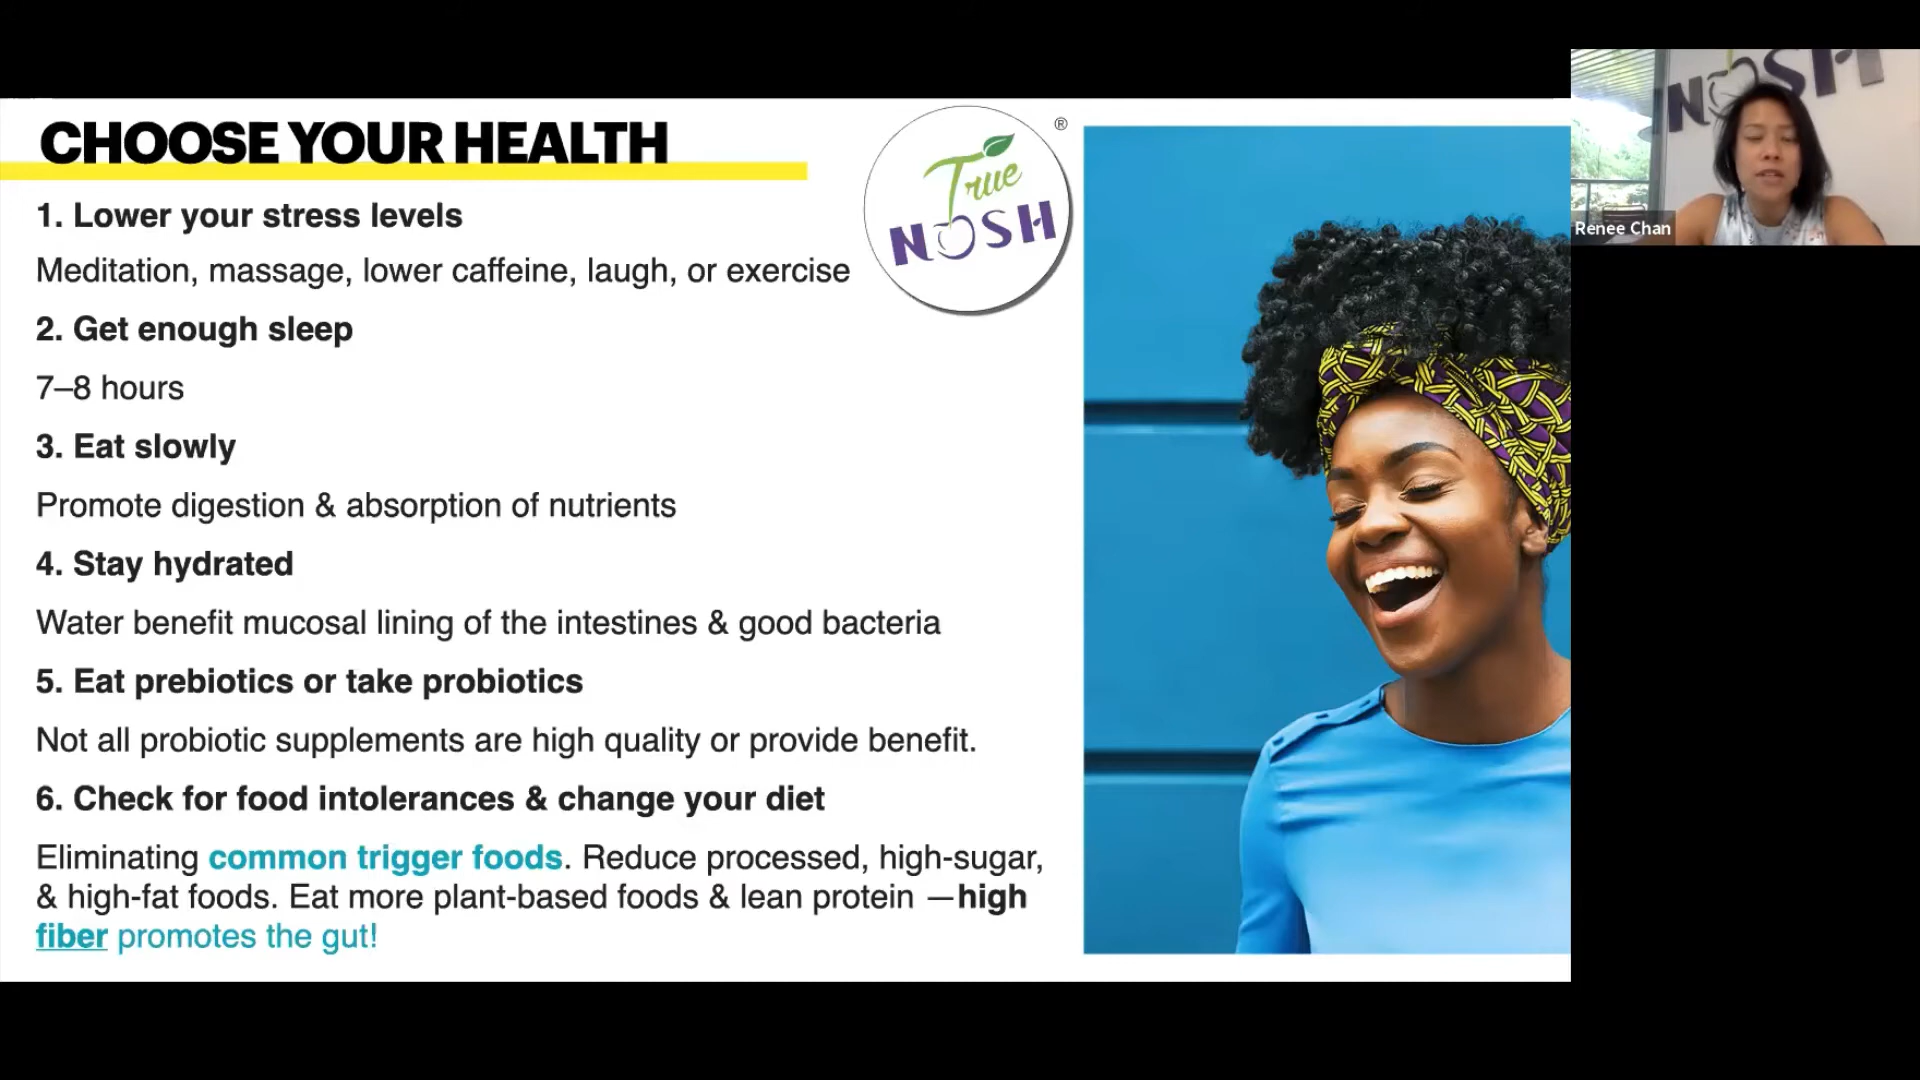 CHOOSE YOUR HEALTH
®
True
NOSH
1. Lower your stress levels
Meditation, massage, lower caffeine, laugh, or exercise
2. Get enough sleep
7–8 hours
3. Eat slowly
Promote digestion & absorption of nutrients
4. Stay hydrated
Water benefit mucosal lining of the intestines & good bacteria
5. Eat prebiotics or take probiotics
Not all probiotic supplements are high quality or provide benefit.
6. Check for food intolerances & change your diet
Eliminating common trigger foods. Reduce processed, high-sugar,
& high-fat foods. Eat more plant-based foods & lean protein —high
fiber promotes the gut!
NOSH
Renee Chan